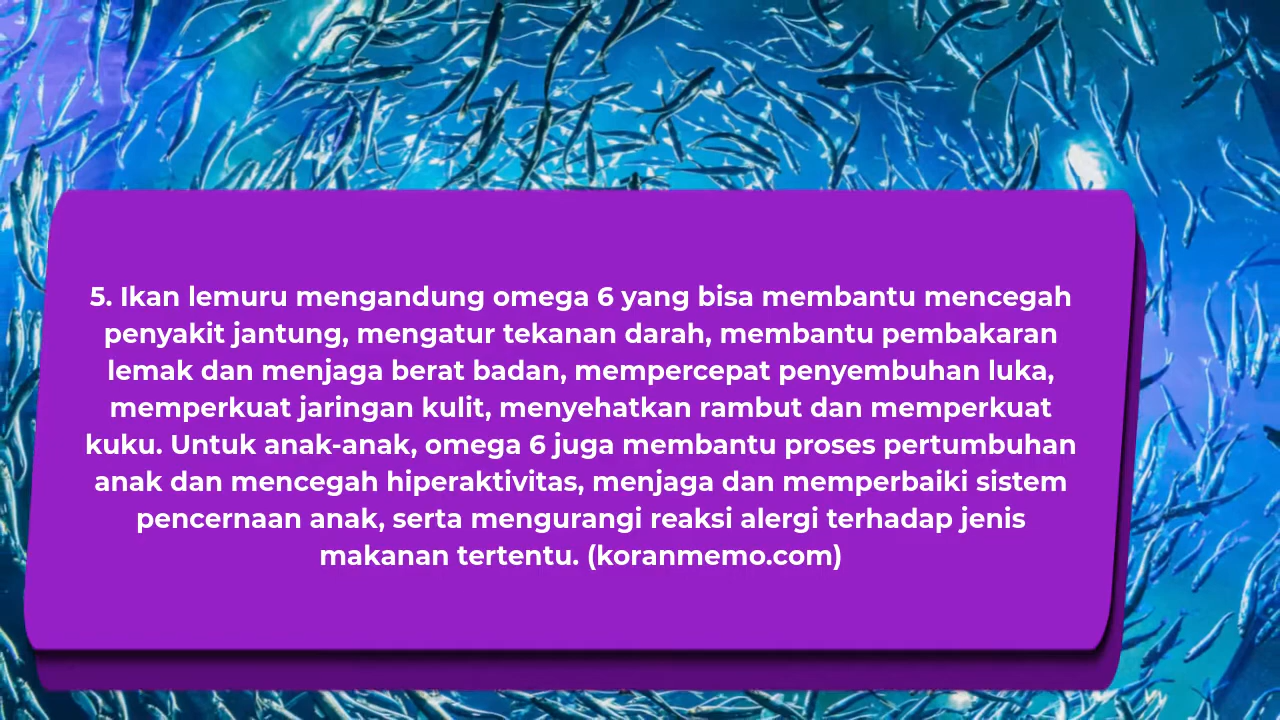 5. Ikan lemuru mengandung omega 6 yang bisa membantu mencegah
penyakit jantung, mengatur tekanan darah, membantu pembakaran
lemak dan menjaga berat badan, mempercepat penyembuhan luka,
memperkuat jaringan kulit, menyehatkan rambut dan memperkuat
kuku. Untuk anak-anak, omega 6 juga membantu proses pertumbuhan
anak dan mencegah hiperaktivitas, menjaga dan memperbaiki sistem
pencernaan anak, serta mengurangi reaksi alergi terhadap jenis
makanan tertentu. (koranmemo.com)